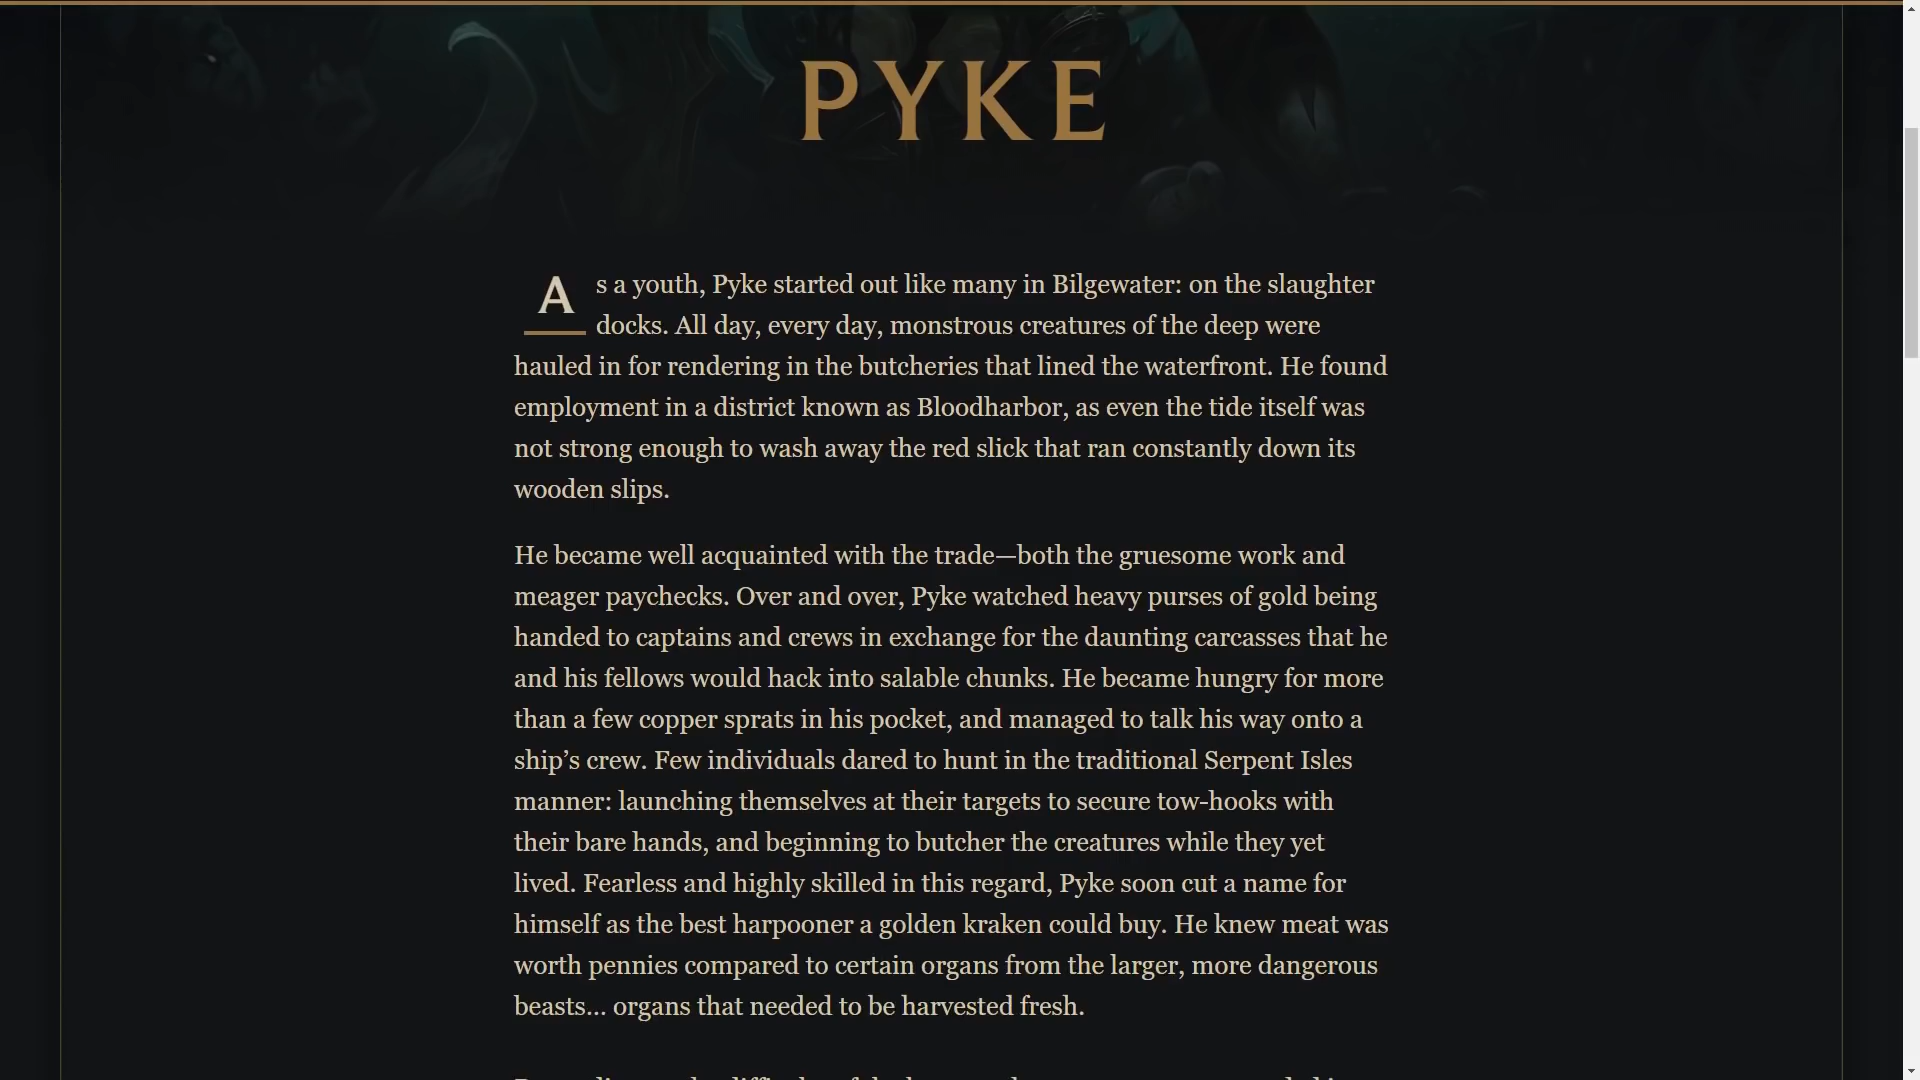 PYKE
As a youth, Pyke started out like many in Bilgewater: on the slaughter
docks. All day, every day, monstrous creatures of the deep were
hauled in for rendering in the butcheries that lined the waterfront. He found
employment in a district known as Bloodharbor, as even the tide itself was
not strong enough to wash away the red slick that ran constantly down its
wooden slips.
He became well acquainted with the trade—both the gruesome work and
meager paychecks. Over and over, Pyke watched heavy purses of gold being
handed to captains and crews in exchange for the daunting carcasses that he
and his fellows would hack into salable chunks. He became hungry for more
than a few copper sprats in his pocket, and managed to talk his way onto a
ship’s crew. Few individuals dared to hunt in the traditional Serpent Isles
manner: launching themselves at their targets to secure tow-hooks with
their bare hands, and beginning to butcher the creatures while they yet
lived. Fearless and highly skilled in this regard, Pyke soon cut a name for
himself as the best harpooner a golden kraken could buy. He knew meat was
worth pennies compared to certain organs from the larger, more dangerous
beasts… organs that needed to be harvested fresh.